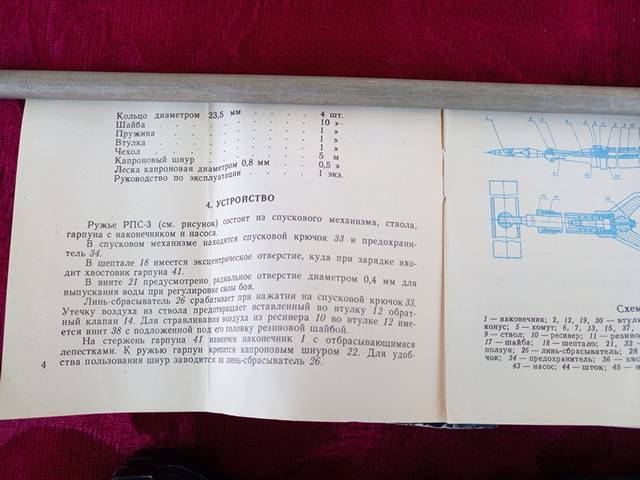 Кольцо диаметром 23,5 мм . . . . 4 шт.
Шайба . . . . . . . 10 »
Пружина . . . . . . . 1 »
Втулка . . . . . . . 1 »
Чехол . . . . . . . 1 »
Капроновый шнур . . . . . 5 м
Леска капроновая диаметром 0,8 мм . . 0,5 »
Руководство по эксплуатации . . . . 1 экз.
4. УСТРОЙСТВО
Ружье РПС-3 (см. рисунок) состоит из спускового механизма, ствола,
гарпуна с наконечником и насоса.
В спусковом механизме находятся спусковой крючок 33 и предохрани-
тель 34.
В шептале 18 имеется эксцентрическое отверстие, куда при зарядке вхо-
дит хвостовик гарпуна 41.
В винте 21 предусмотрено радиальное отверстие диаметром 0,4 мм для
выпускания воды при регулировке силы боя.
Линь-сбрасыватель 26 срабатывает при нажатии на спусковой крючок 33.
Утечку воздуха из ствола предотвращает вставленный во втулку 12 обрат-
ный клапан 14. Для стравливания воздуха из ресивера 10 во втулке 12 име-
ется винт 38 с подложенной под его головку резиновой шайбой.
На стержень гарпуна 41 навинчен наконечник 1 с отбрасывающимися
лепестками. К ружью гарпун крепится капроновым шнуром 22. Для удоб-
ства пользования шнур заводится за линь-сбрасыватель 26.
4
Схем
1 — наконечник; 2, 12, 19, 30 — втулк
конус; 5 — хомут; 6, 7, 13, 15, 37,
9 — ствол; 10 — ресивер; 11 — резинов
17 — шайба; 18 — шептало; 21, 32 —
ползун; 26 — линь-сбрасыватель; 28
чок; 34 — предохранитель; 36 — хво
43 — насос; 44 — шток; 45 — н